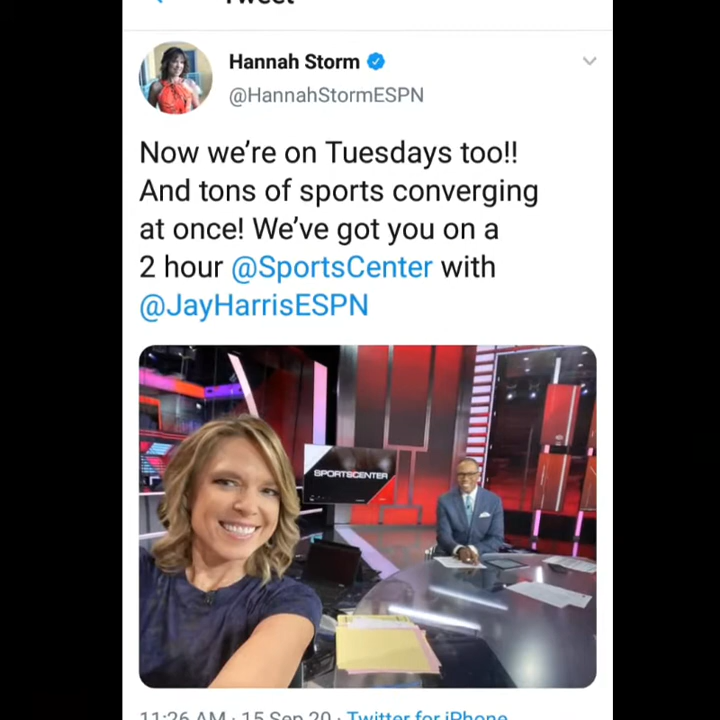 Tweet
Hannah Storm
@HannahStormESPN
Now we're on Tuesdays too!!
And tons of sports converging
at once! We've got you on a
2 hour @SportsCenter with
@JayHarrisESPN
SPORTSCENTER
11:26 AM · 15 Sep 20 · Twitter for iPhone